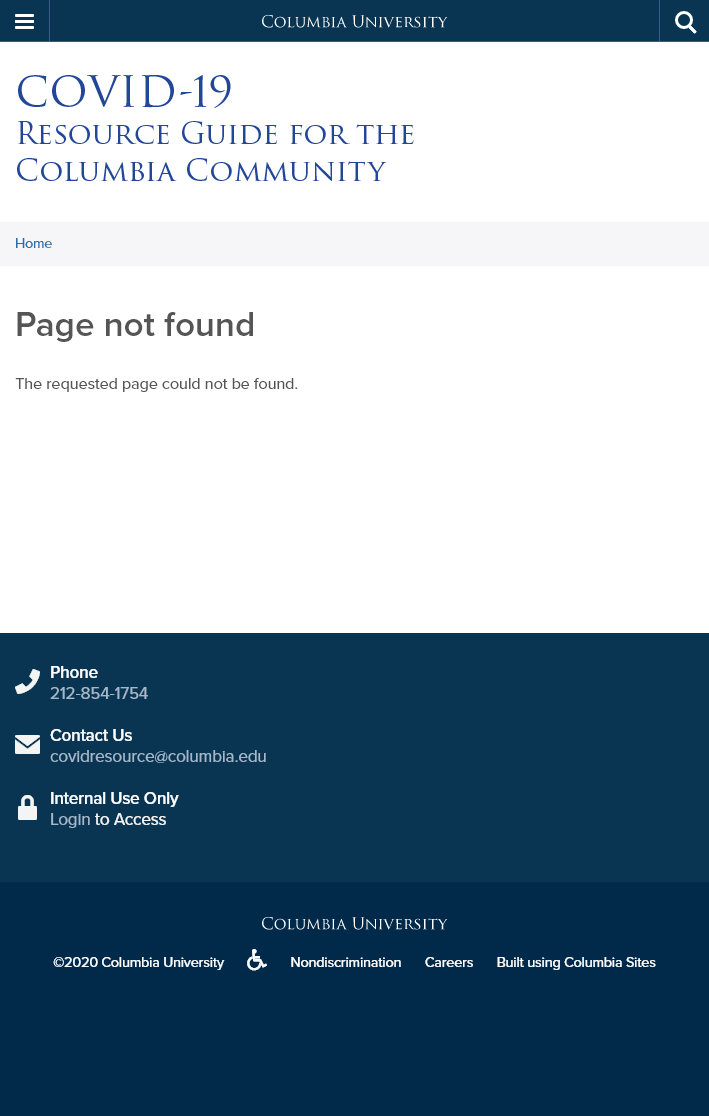 Columbia University
COVID-19
Resource Guide for the
Columbia Community
Home
Page not found
The requested page could not be found.
Phone
212-854-1754
Contact Us
covidresource@columbia.edu
Internal Use Only
Login to Access
Columbia University
©2020 Columbia University Nondiscrimination Careers Built using Columbia Sites